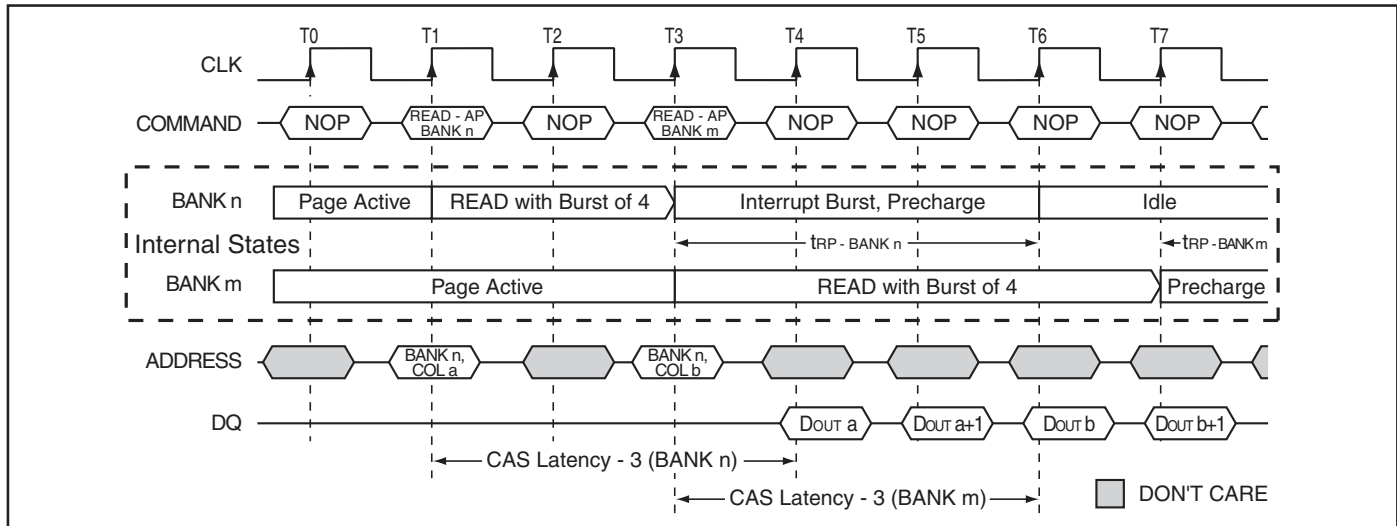 T0 T1 T2 T3 T4 T5 T6 T7
CLK
COMMAND NOP READ - AP BANK n NOP READ - AP BANK m NOP NOP NOP NOP
BANK n Page Active READ with Burst of 4 Interrupt Burst, Precharge Idle
Internal States tRP - BANK n tRP - BANK m
BANK m Page Active READ with Burst of 4 Precharge
ADDRESS BANK n, COL a BANK n, COL b
DQ DOUT a DOUT a+1 DOUT b DOUT b+1
CAS Latency - 3 (BANK n)
CAS Latency - 3 (BANK m) DON'T CARE